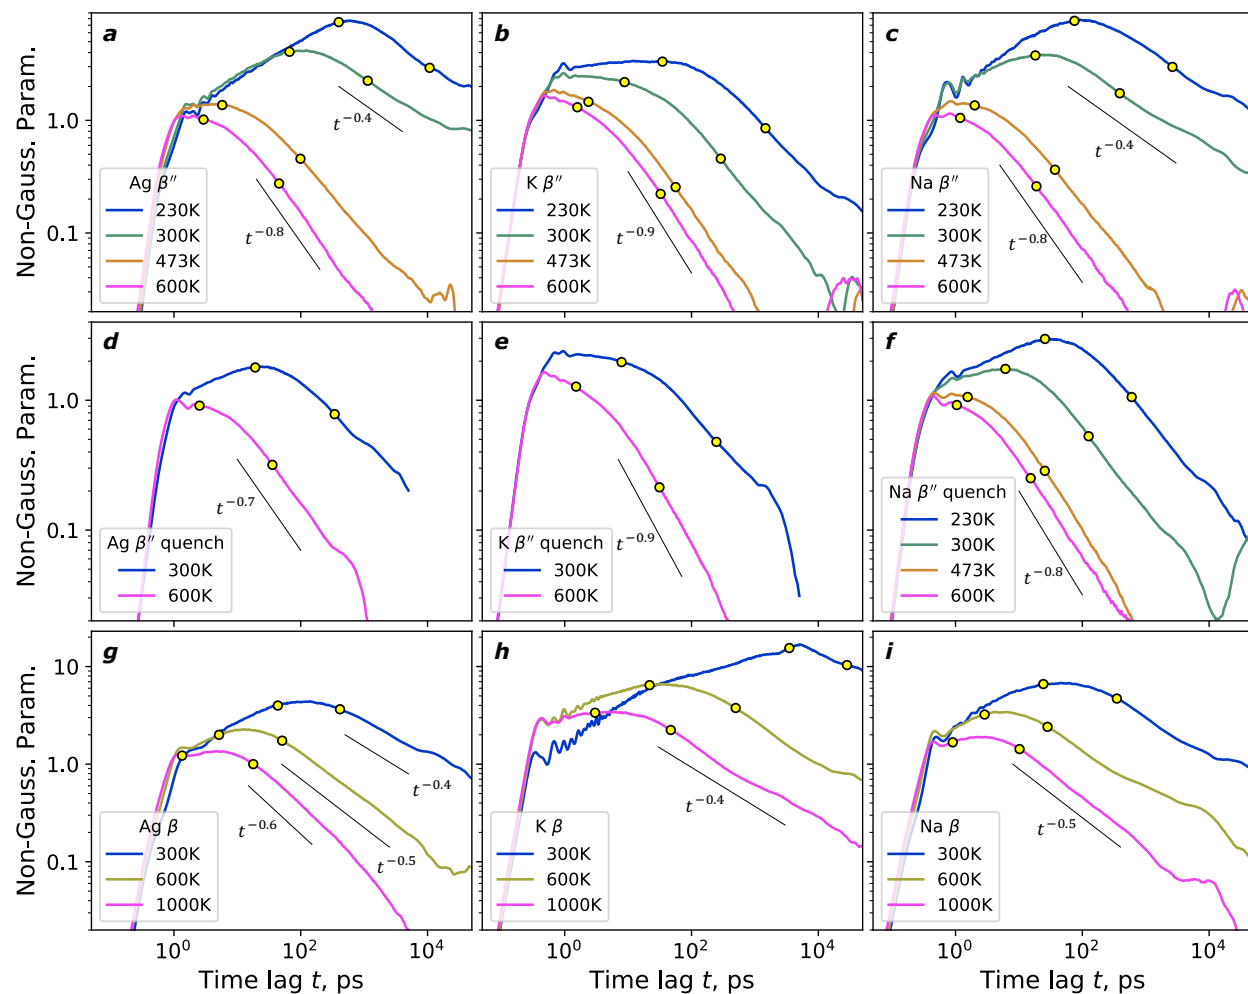 Non-Gauss. Param.
1.0
0.1
a
t^{-0.4}
t^{-0.8}
Ag β″
230K
300K
473K
600K
b
t^{-0.9}
K β″
230K
300K
473K
600K
c
t^{-0.4}
t^{-0.8}
Na β″
230K
300K
473K
600K
Non-Gauss. Param.
1.0
0.1
d
t^{-0.7}
Ag β″ quench
300K
600K
e
t^{-0.9}
K β″ quench
300K
600K
f
t^{-0.8}
Na β″ quench
230K
300K
473K
600K
Non-Gauss. Param.
10
1.0
0.1
g
t^{-0.4}
t^{-0.6}
t^{-0.5}
Ag β
300K
600K
1000K
10^0
10^2
10^4
Time lag t, ps
h
t^{-0.4}
K β
300K
600K
1000K
10^0
10^2
10^4
Time lag t, ps
i
t^{-0.5}
Na β
300K
600K
1000K
10^0
10^2
10^4
Time lag t, ps